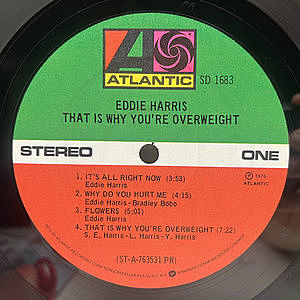 ATLANTIC
SD 1683
EDDIE HARRIS
THAT IS WHY YOU'RE OVERWEIGHT
STEREO ONE
1. IT'S ALL RIGHT NOW (3:53)
Eddie Harris
2. WHY DO YOU HURT ME (4:15)
Eddie Harris-Bradley Bobo
3. FLOWERS (5:01)
Eddie Harris
4. THAT IS WHY YOU'RE OVERWEIGHT (7:22)
S. E. Harris-L. Harris-Y. Harris
℗ 1976
ATLANTIC
(ST-A-763531 PR)